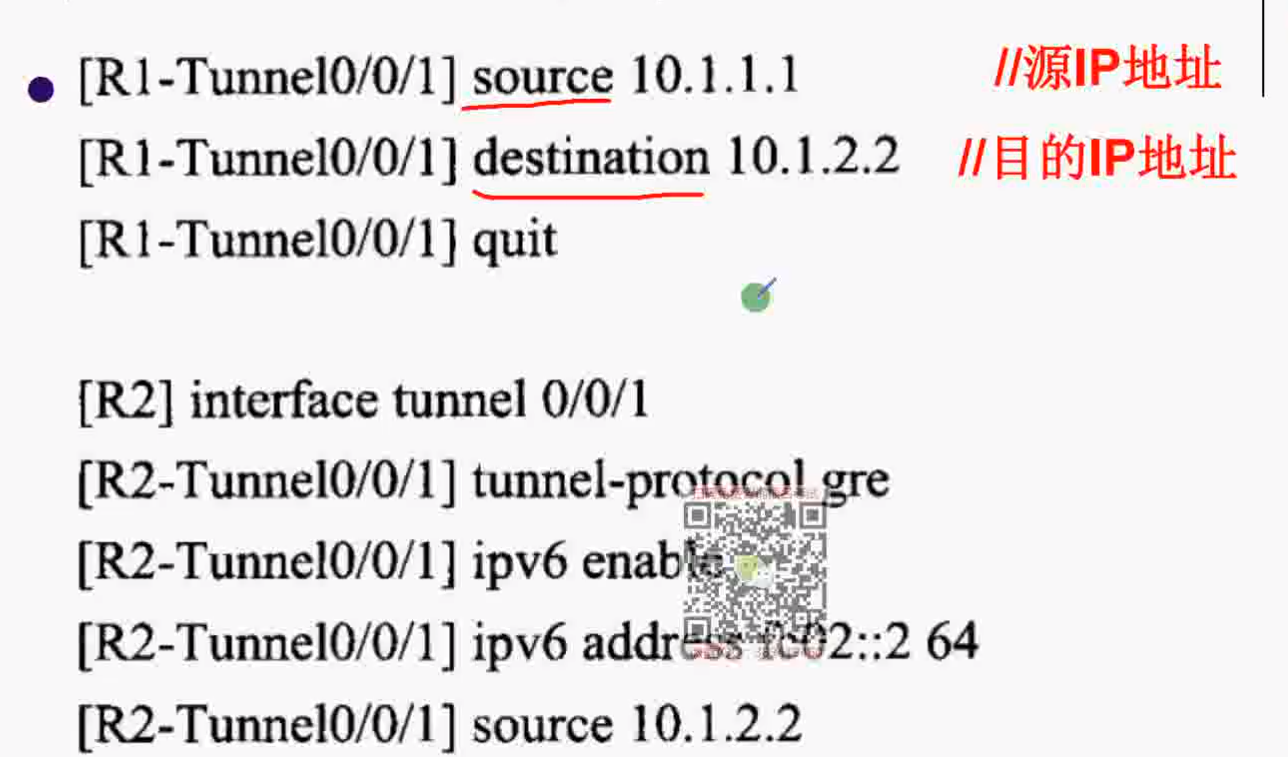 [R1-Tunnel0/0/1] source 10.1.1.1 //源IP地址
[R1-Tunnel0/0/1] destination 10.1.2.2 //目的IP地址
[R1-Tunnel0/0/1] quit
[R2] interface tunnel 0/0/1
[R2-Tunnel0/0/1] tunnel-protocol gre
[R2-Tunnel0/0/1] ipv6 enable
[R2-Tunnel0/0/1] ipv6 address 02::2 64
[R2-Tunnel0/0/1] source 10.1.2.2